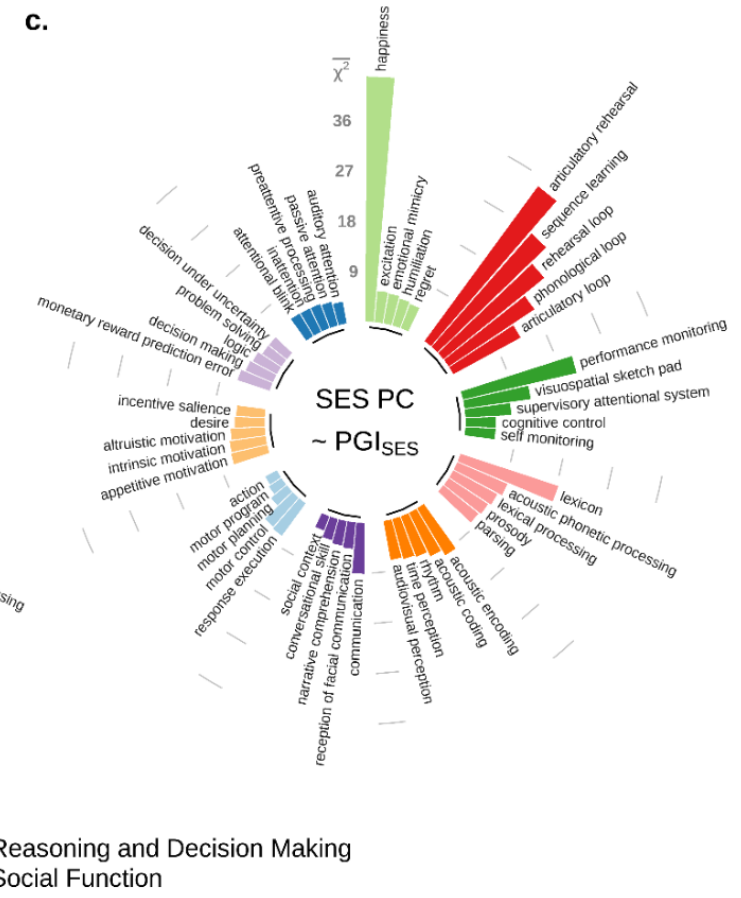 c.
χ²
36
27
18
9
happiness
excitation
emotional mimicry
humiliation
regret
articulatory rehearsal
sequence learning
rehearsal loop
phonological loop
articulatory loop
performance monitoring
visuospatial sketch pad
supervisory attentional system
cognitive control
self monitoring
lexicon
acoustic phonetic processing
lexical processing
prosody
parsing
acoustic encoding
acoustic coding
rhythm
time perception
audiovisual perception
communication
reception of facial communication
narrative comprehension
conversational skill
social context
response execution
motor control
motor planning
motor program
action
appetitive motivation
intrinsic motivation
altruistic motivation
desire
incentive salience
monetary reward prediction error
decision making
logic
problem solving
decision under uncertainty
attentional blink
inattention
preattentive processing
passive attention
auditory attention
SES PC
~ PGISES
sing
Reasoning and Decision Making
Social Function